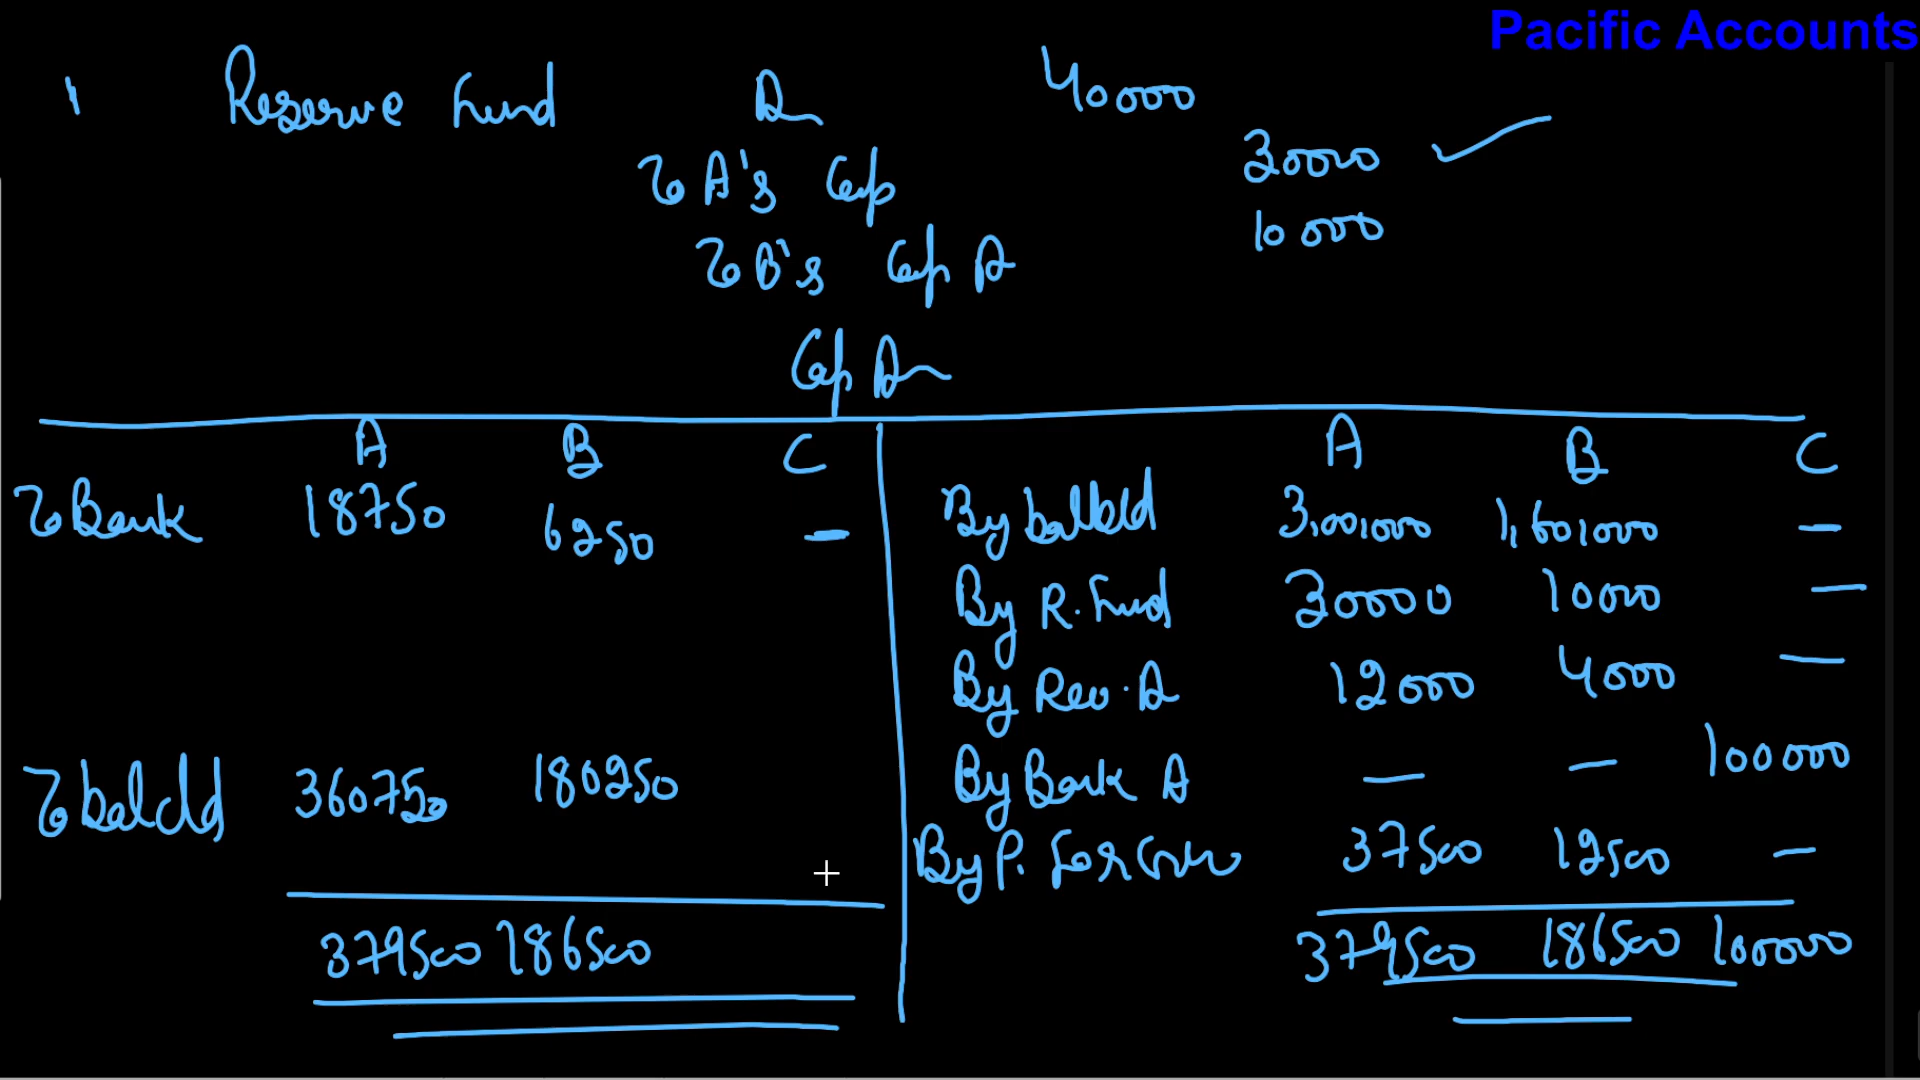 Pacific Accounts
1 Reserve Fund A 40000
To A's Cap 30000
To B's Cap A 10000
Cap A
A B C A B C
To Bank 18750 6250 - By bal b/d 3,00,000 1,60,000 -
By R. Fund 30000 10000 -
By Rev. A 12000 4000 -
To bal c/d 360750 180250 By Bank A - - 100000
By P. for 37500 12500 -
379500 186500 379500 186500 100000